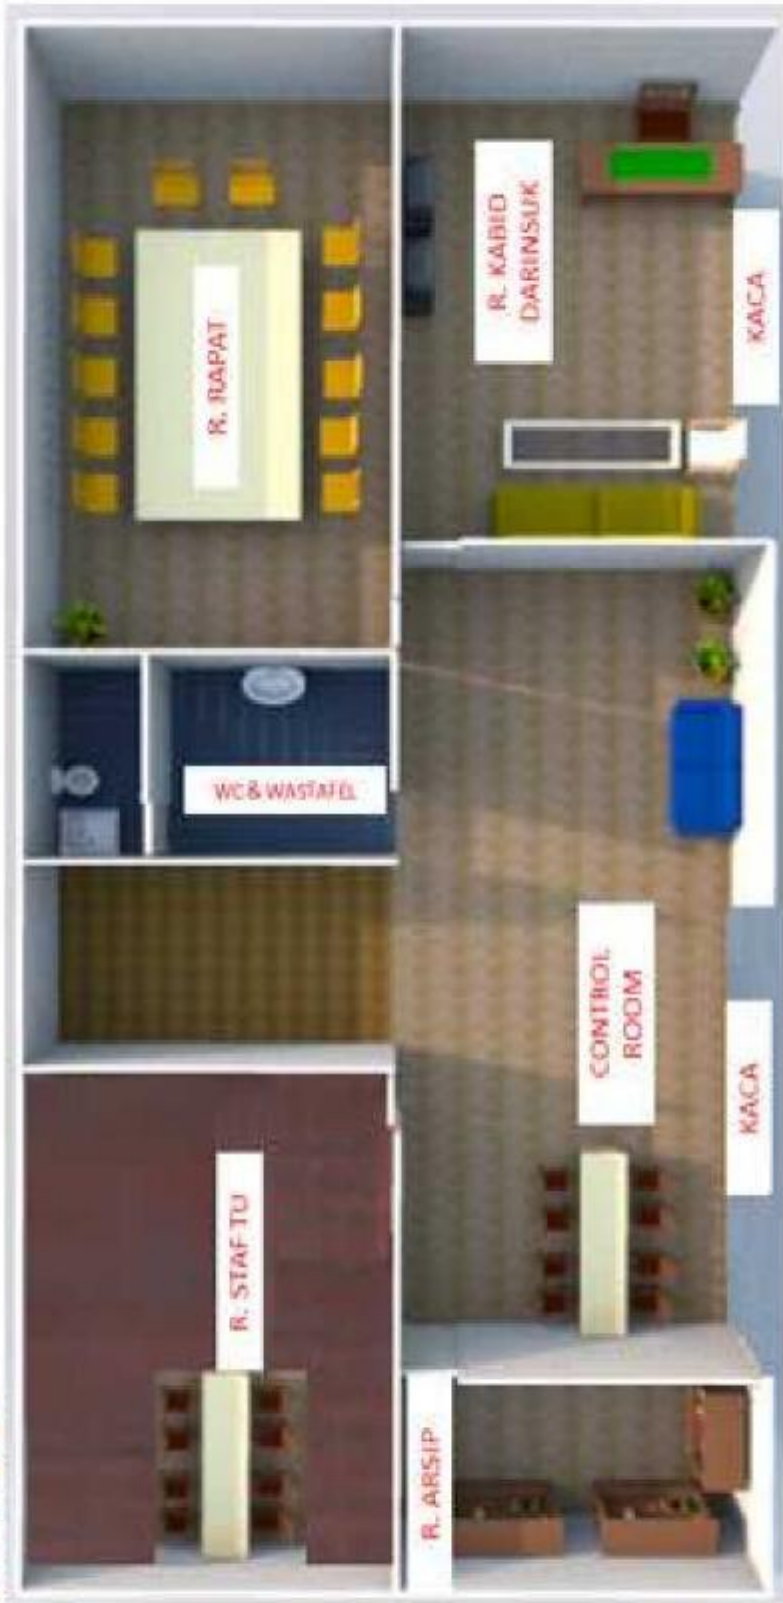 R. RAPAT
R. KABID
DARINSUK
KACA
WC & WASTAFEL
CONTROL
ROOM
KACA
R. STAF TU
R. ARSIP